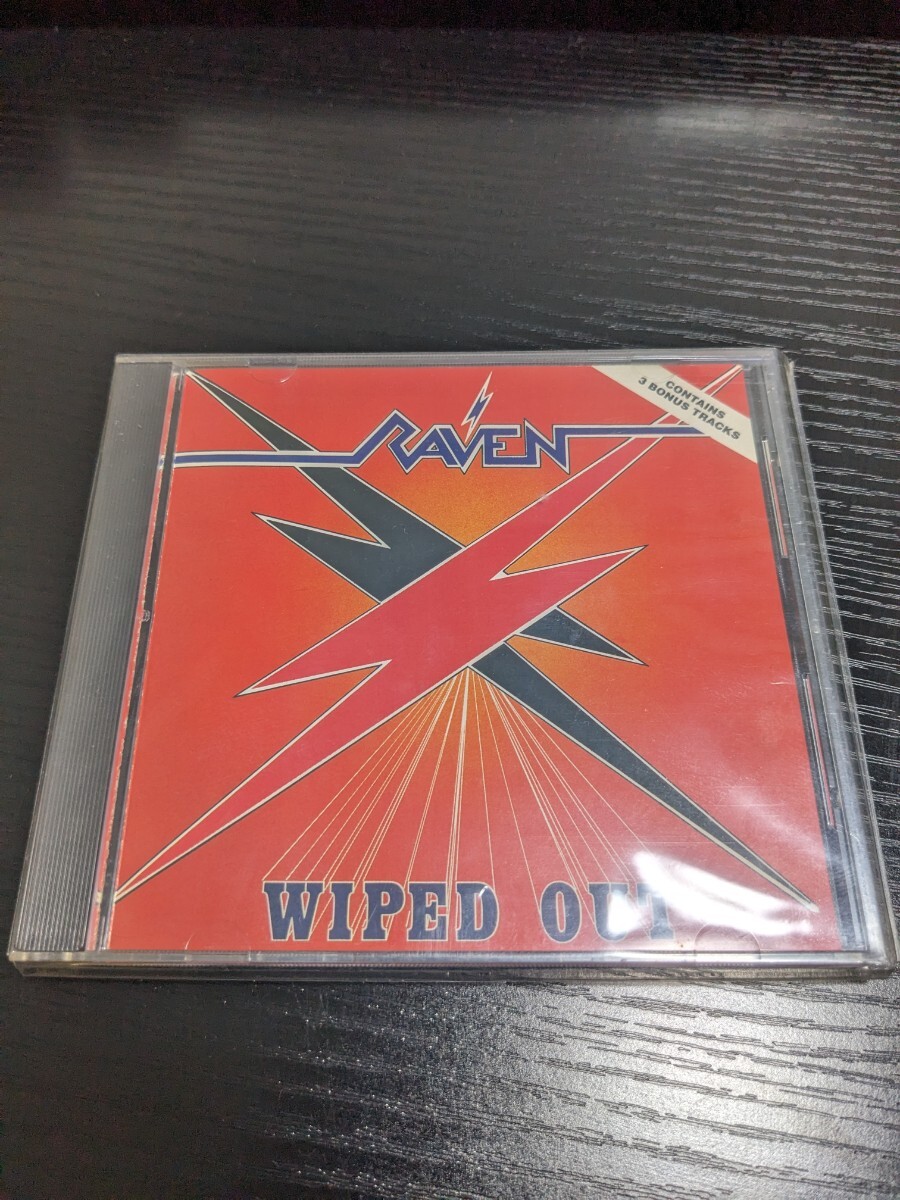 RAVEN
CONTAINS
3 BONUS TRACKS
WIPED OUT